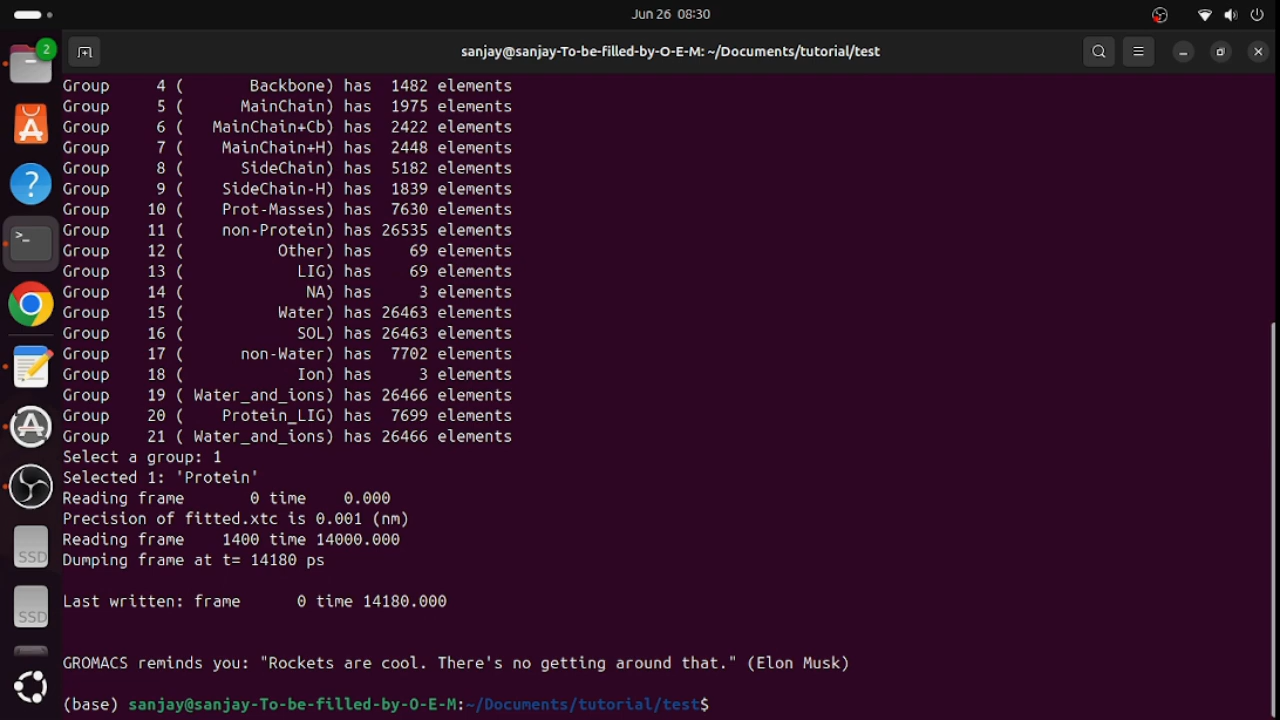 Jun 26 08:30
2
sanjay@sanjay-To-be-filled-by-O-E-M: ~/Documents/tutorial/test
Group     4 (       Backbone) has  1482 elements
Group     5 (      MainChain) has  1975 elements
Group     6 (   MainChain+Cb) has  2422 elements
Group     7 (    MainChain+H) has  2448 elements
Group     8 (      SideChain) has  5182 elements
Group     9 (    SideChain-H) has  1839 elements
Group    10 (    Prot-Masses) has  7630 elements
Group    11 (    non-Protein) has 26535 elements
Group    12 (          Other) has    69 elements
Group    13 (            LIG) has    69 elements
Group    14 (             NA) has     3 elements
Group    15 (          Water) has 26463 elements
Group    16 (            SOL) has 26463 elements
Group    17 (      non-Water) has  7702 elements
Group    18 (            Ion) has     3 elements
Group    19 ( Water_and_ions) has 26466 elements
Group    20 (    Protein_LIG) has  7699 elements
Group    21 ( Water_and_ions) has 26466 elements
Select a group: 1
Selected 1: 'Protein'
Reading frame       0 time    0.000
Precision of fitted.xtc is 0.001 (nm)
Reading frame    1400 time 14000.000
Dumping frame at t= 14180 ps
Last written: frame      0 time 14180.000
GROMACS reminds you: "Rockets are cool. There's no getting around that." (Elon Musk)
(base) sanjay@sanjay-To-be-filled-by-O-E-M:~/Documents/tutorial/test$
SSD
SSD